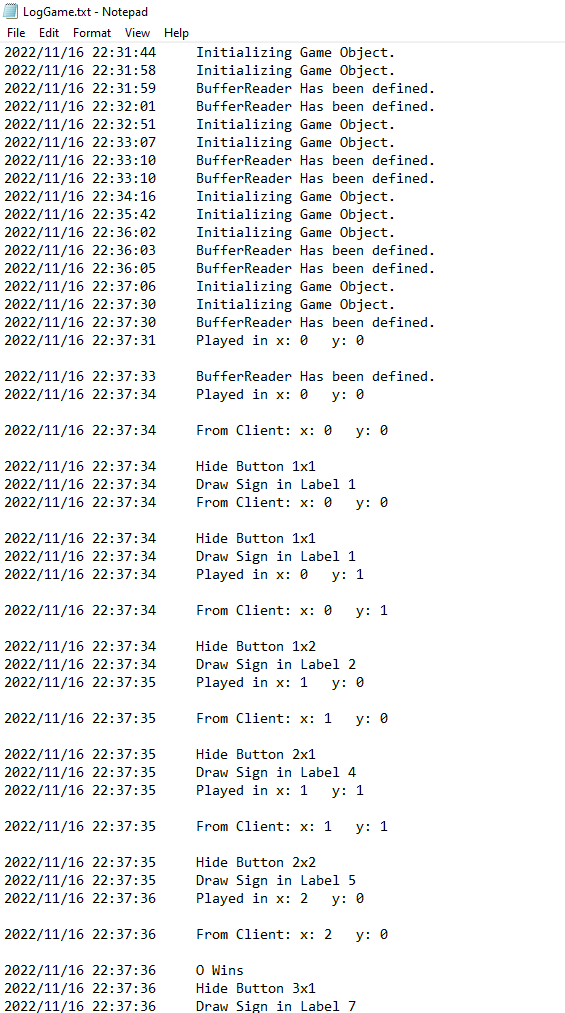 LogGame.txt - Notepad
File Edit Format View Help
2022/11/16 22:31:44 Initializing Game Object.
2022/11/16 22:31:58 Initializing Game Object.
2022/11/16 22:31:59 BufferReader Has been defined.
2022/11/16 22:32:01 BufferReader Has been defined.
2022/11/16 22:32:51 Initializing Game Object.
2022/11/16 22:33:07 Initializing Game Object.
2022/11/16 22:33:10 BufferReader Has been defined.
2022/11/16 22:33:10 BufferReader Has been defined.
2022/11/16 22:34:16 Initializing Game Object.
2022/11/16 22:35:42 Initializing Game Object.
2022/11/16 22:36:02 Initializing Game Object.
2022/11/16 22:36:03 BufferReader Has been defined.
2022/11/16 22:36:05 BufferReader Has been defined.
2022/11/16 22:37:06 Initializing Game Object.
2022/11/16 22:37:30 Initializing Game Object.
2022/11/16 22:37:30 BufferReader Has been defined.
2022/11/16 22:37:31 Played in x: 0 y: 0
2022/11/16 22:37:33 BufferReader Has been defined.
2022/11/16 22:37:34 Played in x: 0 y: 0
2022/11/16 22:37:34 From Client: x: 0 y: 0
2022/11/16 22:37:34 Hide Button 1x1
2022/11/16 22:37:34 Draw Sign in Label 1
2022/11/16 22:37:34 From Client: x: 0 y: 0
2022/11/16 22:37:34 Hide Button 1x1
2022/11/16 22:37:34 Draw Sign in Label 1
2022/11/16 22:37:34 Played in x: 0 y: 1
2022/11/16 22:37:34 From Client: x: 0 y: 1
2022/11/16 22:37:34 Hide Button 1x2
2022/11/16 22:37:34 Draw Sign in Label 2
2022/11/16 22:37:35 Played in x: 1 y: 0
2022/11/16 22:37:35 From Client: x: 1 y: 0
2022/11/16 22:37:35 Hide Button 2x1
2022/11/16 22:37:35 Draw Sign in Label 4
2022/11/16 22:37:35 Played in x: 1 y: 1
2022/11/16 22:37:35 From Client: x: 1 y: 1
2022/11/16 22:37:35 Hide Button 2x2
2022/11/16 22:37:35 Draw Sign in Label 5
2022/11/16 22:37:36 Played in x: 2 y: 0
2022/11/16 22:37:36 From Client: x: 2 y: 0
2022/11/16 22:37:36 O Wins
2022/11/16 22:37:36 Hide Button 3x1
2022/11/16 22:37:36 Draw Sign in Label 7